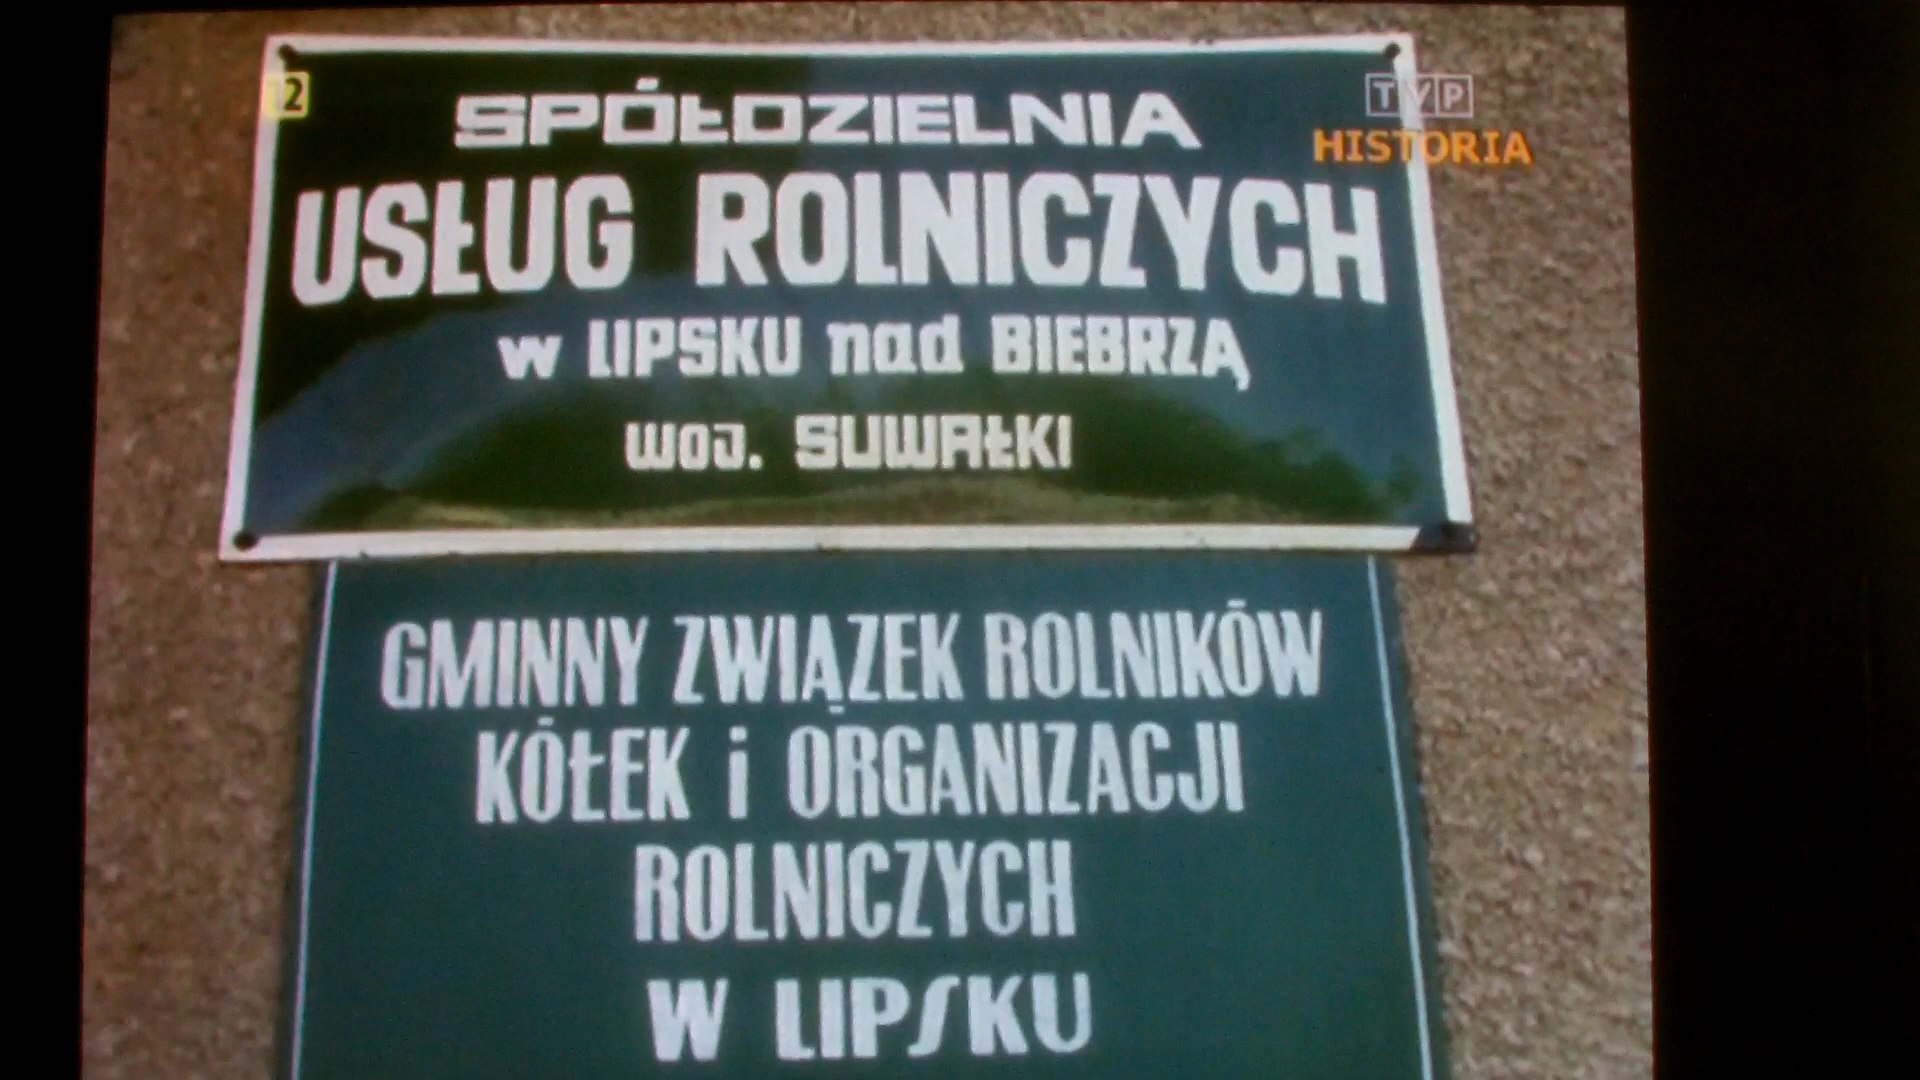 12
TVP
HISTORIA
SPÓŁDZIELNIA
USŁUG ROLNICZYCH
w LIPSKU nad BIEBRZĄ
woj. SUWAŁKI
GMINNY ZWIĄZEK ROLNIKÓW
KÓŁEK i ORGANIZACJI
ROLNICZYCH
W LIPSKU